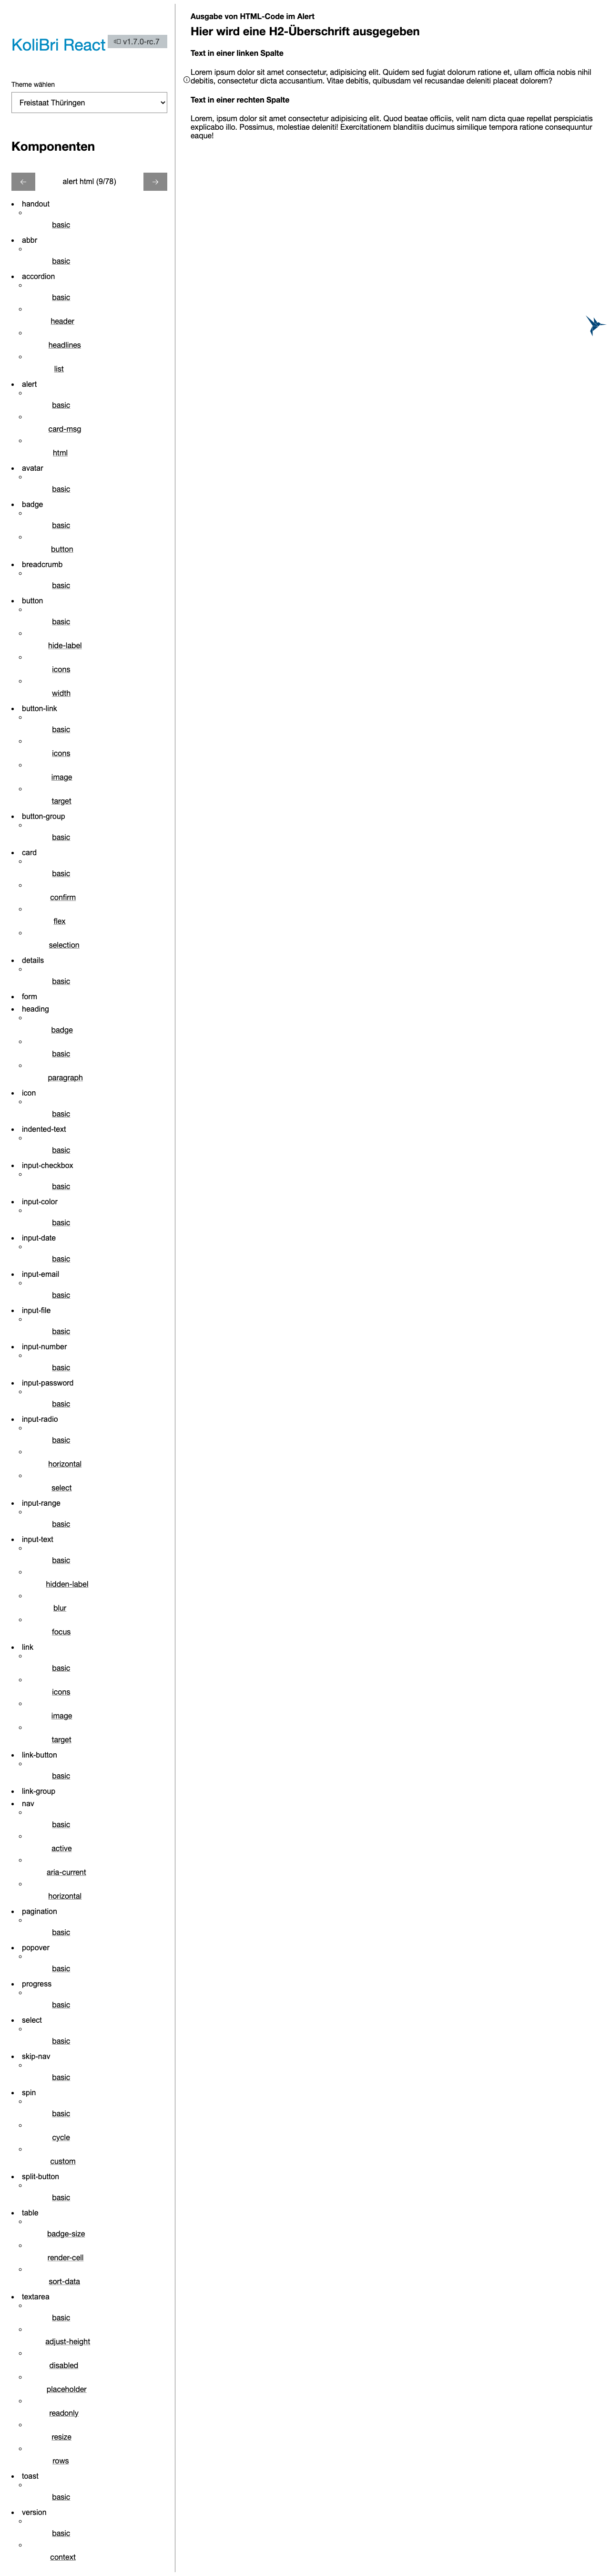 KoliBri React
v1.7.0-rc.7
Theme wählen
Freistaat Thüringen
Komponenten
← alert html (9/78) →
handout
basic
abbr
basic
accordion
basic
header
headlines
list
alert
basic
card-msg
html
avatar
basic
badge
basic
button
breadcrumb
basic
button
basic
hide-label
icons
width
button-link
basic
icons
image
target
button-group
basic
card
basic
confirm
flex
selection
details
basic
form
heading
badge
basic
paragraph
icon
basic
indented-text
basic
input-checkbox
basic
input-color
basic
input-date
basic
input-email
basic
input-file
basic
input-number
basic
input-password
basic
input-radio
basic
horizontal
select
input-range
basic
input-text
basic
hidden-label
blur
focus
link
basic
icons
image
target
link-button
basic
link-group
nav
basic
active
aria-current
horizontal
pagination
basic
popover
basic
progress
basic
select
basic
skip-nav
basic
spin
basic
cycle
custom
split-button
basic
table
badge-size
render-cell
sort-data
textarea
basic
adjust-height
disabled
placeholder
readonly
resize
rows
toast
basic
version
basic
context
Ausgabe von HTML-Code im Alert
Hier wird eine H2-Überschrift ausgegeben
Text in einer linken Spalte
Lorem ipsum dolor sit amet consectetur, adipisicing elit. Quidem sed fugiat dolorum ratione et, ullam officia nobis nihil
debitis, consectetur dicta accusantium. Vitae debitis, quibusdam vel recusandae deleniti placeat dolorem?
Text in einer rechten Spalte
Lorem, ipsum dolor sit amet consectetur adipisicing elit. Quod beatae officiis, velit nam dicta quae repellat perspiciatis
explicabo illo. Possimus, molestiae deleniti! Exercitationem blanditiis ducimus similique tempora ratione consequuntur
eaque!